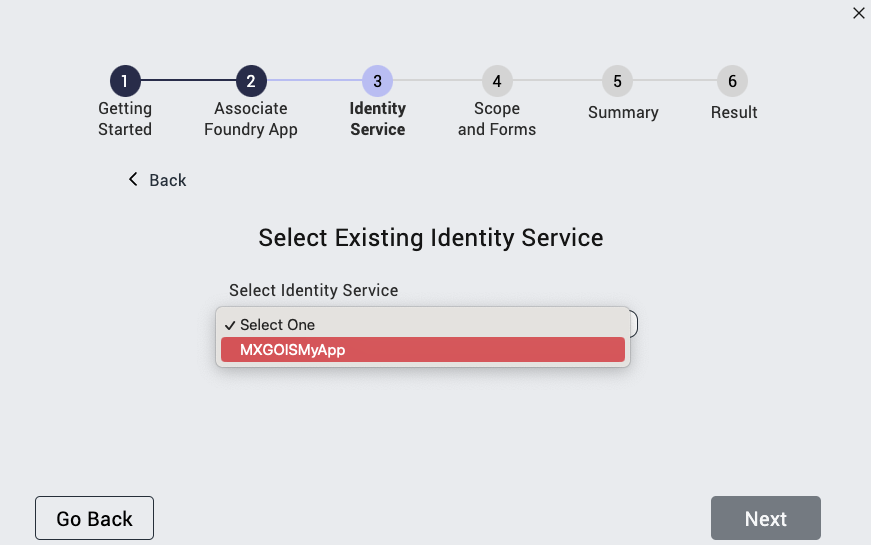 1
2
3
4
5
6
Getting
Started
Associate
Foundry App
Identity
Service
Scope
and Forms
Summary
Result
Back
Select Existing Identity Service
Select Identity Service
✓ Select One
MXGOISMyApp
Go Back
Next